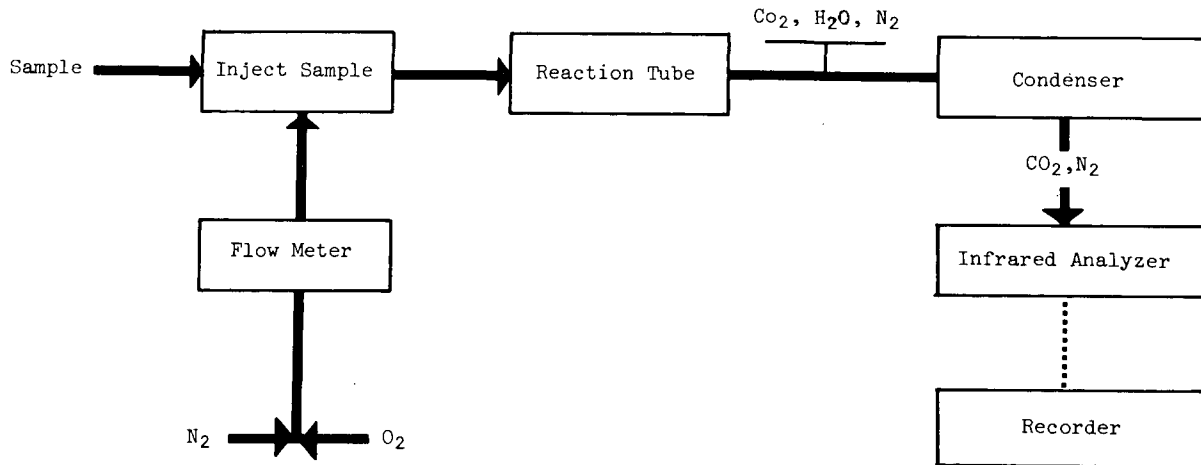 Co₂, H₂O, N₂
Sample
Inject Sample
Reaction Tube
Condenser
CO₂,N₂
Flow Meter
Infrared Analyzer
N₂
O₂
Recorder